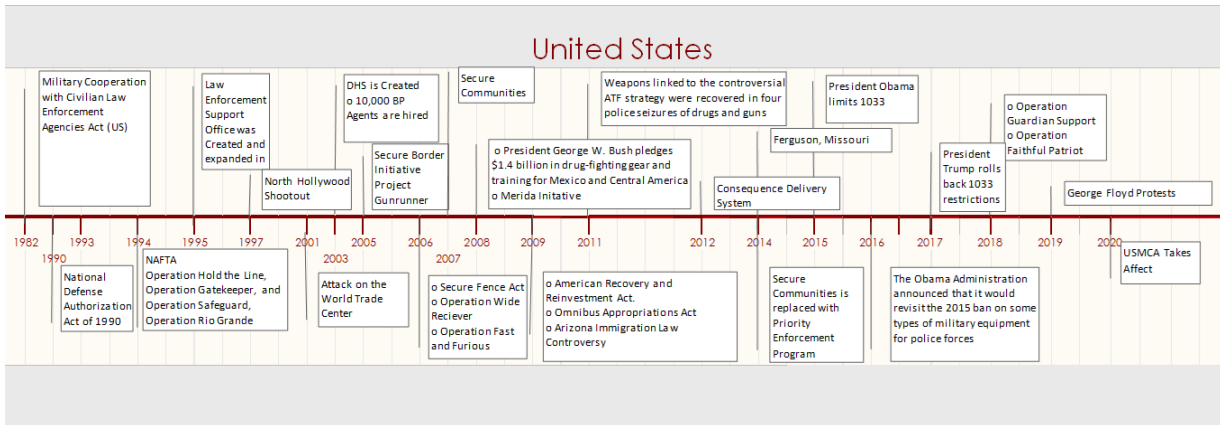 United States
Military Cooperation
with Civilian Law
Enforcement
Agencies Act (US)
Law
Enforcement
Support
Office was
Created and
expanded in
North Hollywood
Shootout
DHS is Created
o 10,000 BP
Agents are hired
Secure Border
Initiative
Project
Gunrunner
Secure
Communities
o President George W. Bush pledges
$1.4 billion in drug-fighting gear and
training for Mexico and Central America
o Merida Initative
Weapons linked to the controversial
ATF strategy were recovered in four
police seizures of drugs and guns
Consequence Delivery
System
Ferguson, Missouri
President Obama
limits 1033
President
Trump rolls
back 1033
restrictions
o Operation
Guardian Support
o Operation
Faithful Patriot
George Floyd Protests
1982
1990
1993
1994
1995
1997
2001
2003
2005
2006
2007
2008
2009
2011
2012
2014
2015
2016
2017
2018
2019
2020
National
Defense
Authorization
Act of 1990
NAFTA
Operation Hold the Line,
Operation Gatekeeper, and
Operation Safeguard,
Operation Rio Grande
Attack on the
World Trade
Center
o Secure Fence Act
o Operation Wide
Reciever
o Operation Fast
and Furious
o American Recovery and
Reinvestment Act.
o Omnibus Appropriations Act
o Arizona Immigration Law
Controversy
Secure
Communities is
replaced with
Priority
Enforcement
Program
The Obama Administration
announced that it would
revisit the 2015 ban on some
types of military equipment
for police forces
USMCA Takes
Affect